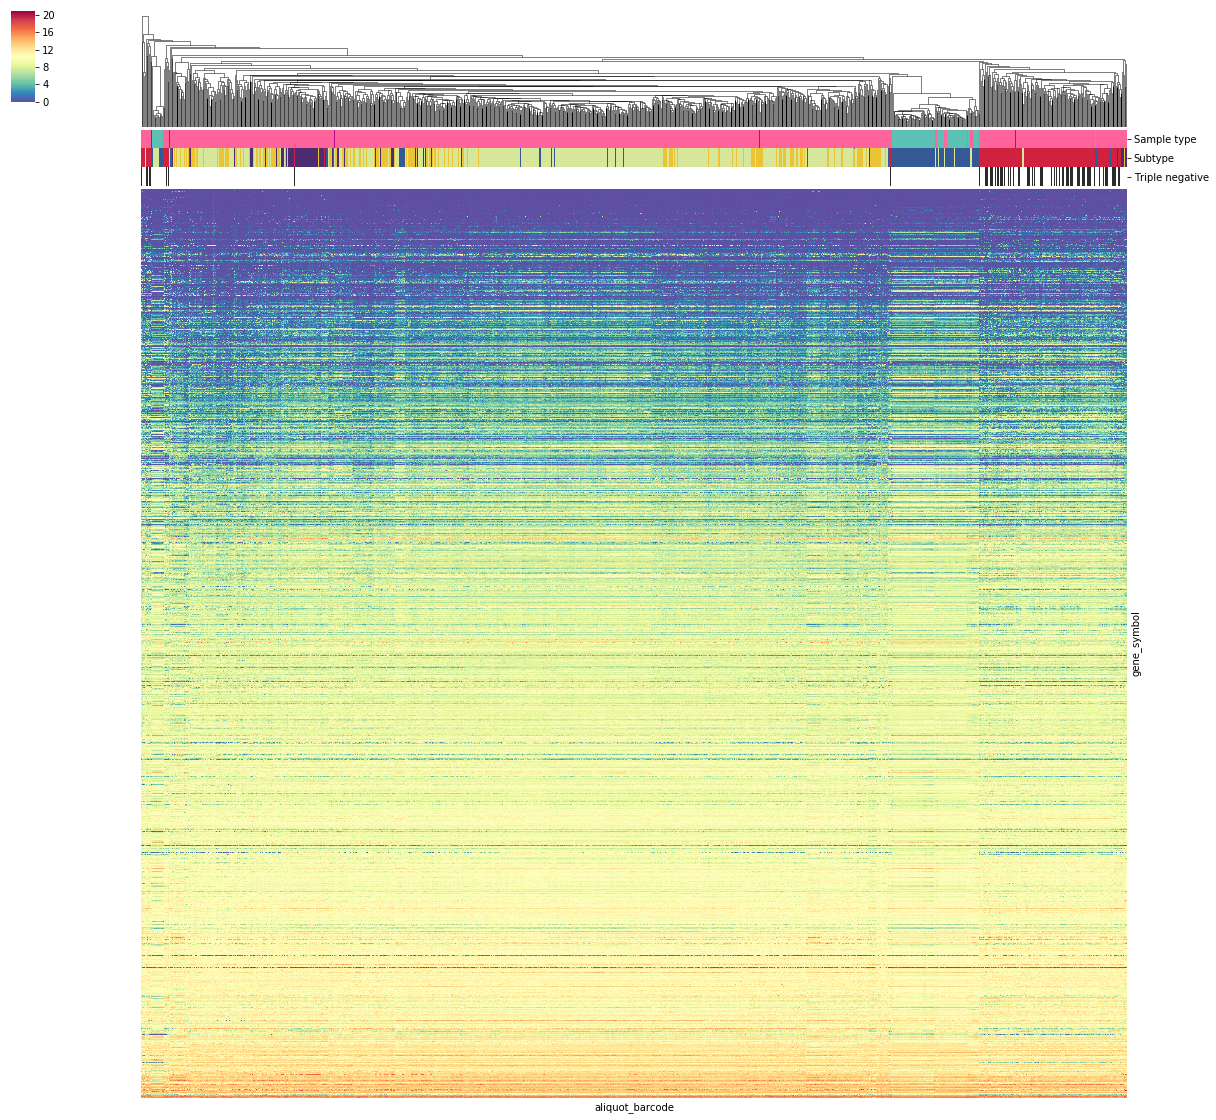 20
16
12
8
4
0
Sample type
Subtype
Triple negative
gene_symbol
aliquot_barcode